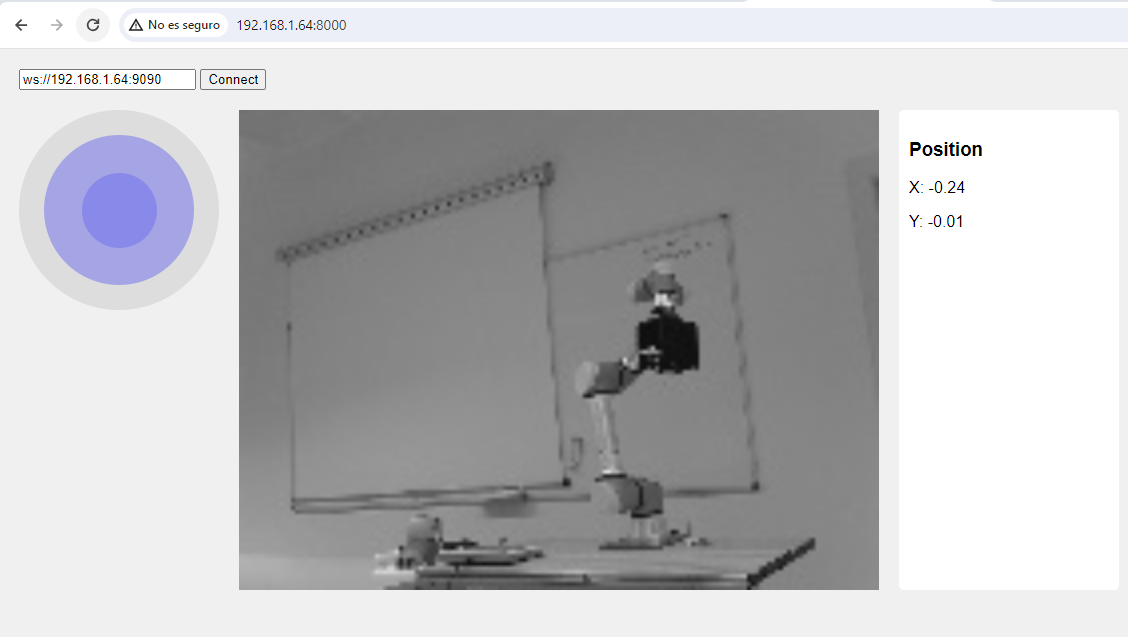 No es seguro 192.168.1.64:8000
ws://192.168.1.64:9090 Connect
Position
X: -0.24
Y: -0.01